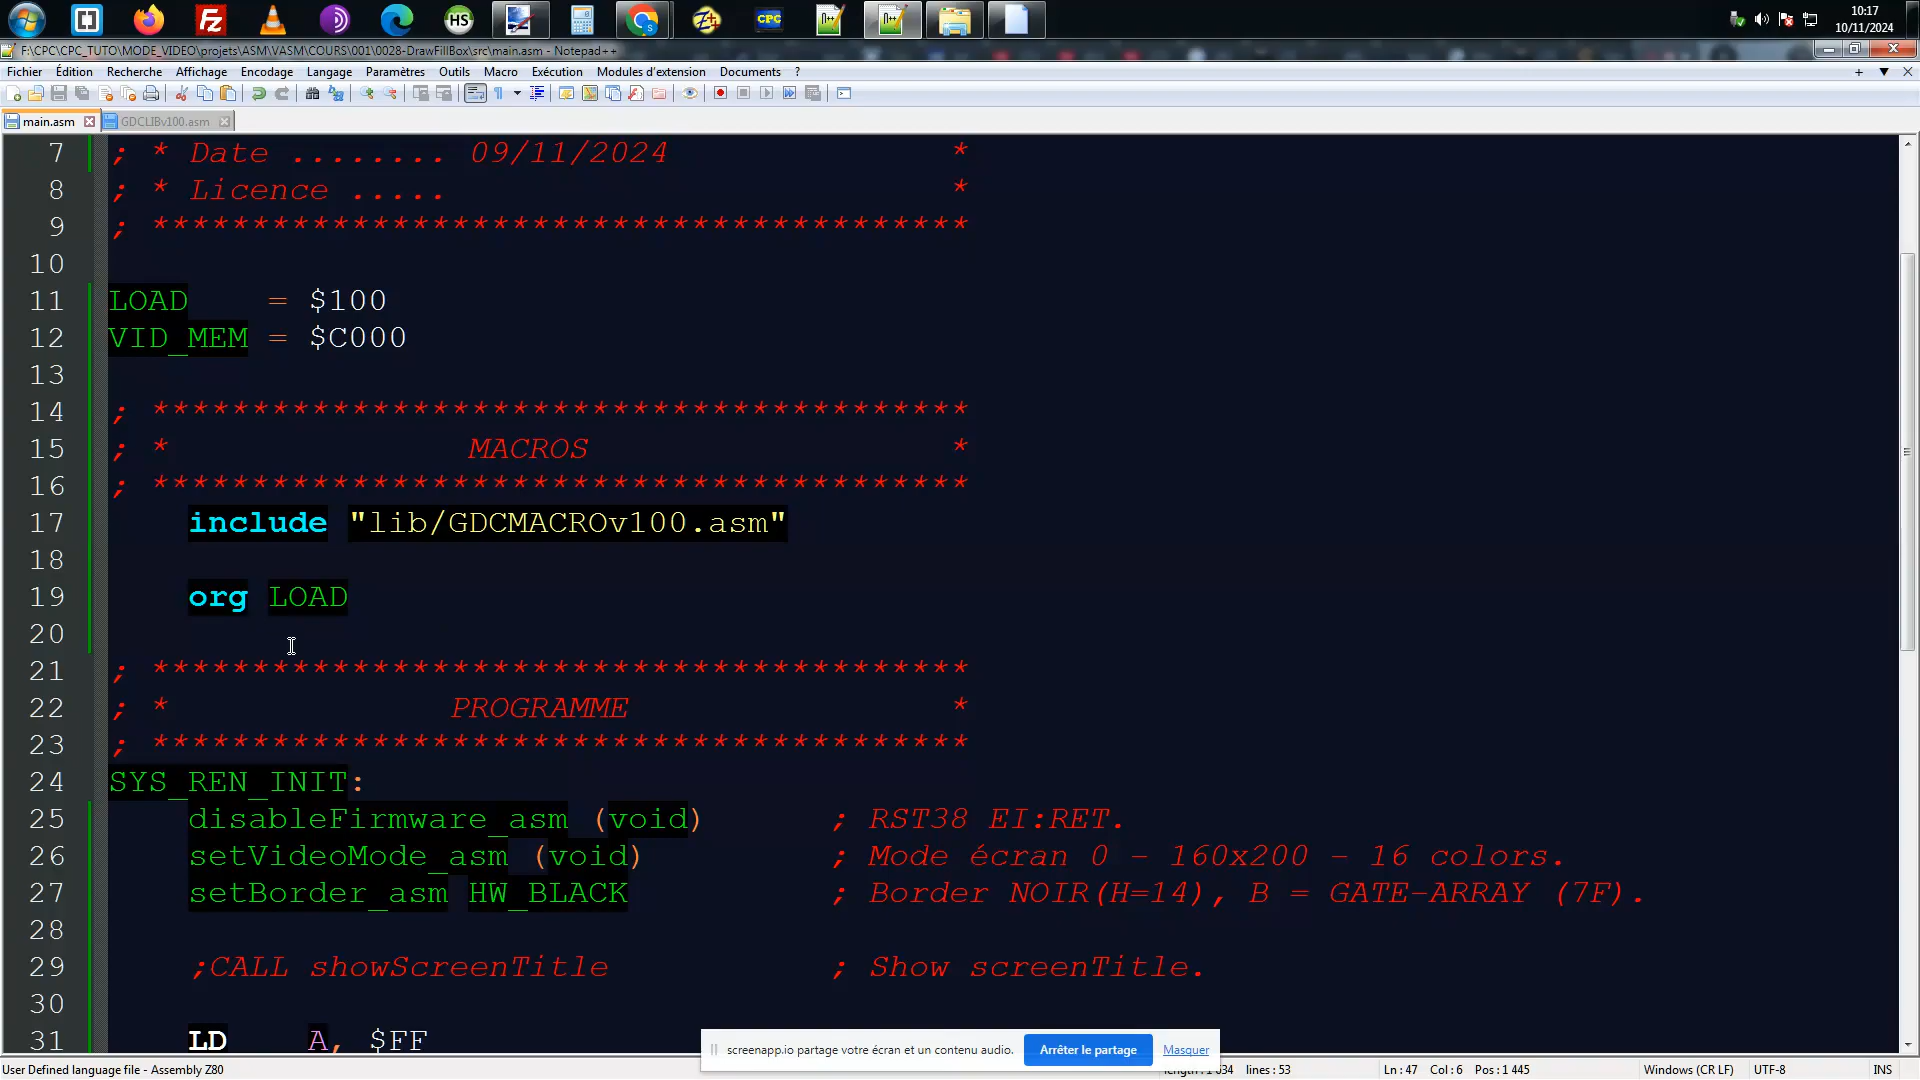 10:17
10/11/2024
F:\CPC\CPC_TUTO\MODE_VIDEO\projets\ASM\VASM\COURS\001\0028-DrawFillBox\src\main.asm - Notepad++
Fichier Édition Recherche Affichage Encodage Langage Paramètres Outils Macro Exécution Modules d'extension Documents ?
main.asm GDCLIBv100.asm
7 ; * Date ........ 09/11/2024 *
8 ; * Licence ..... *
9 ; *****************************************
10
11 LOAD = $100
12 VID_MEM = $C000
13
14 ; *****************************************
15 ; * MACROS *
16 ; *****************************************
17 include "lib/GDCMACROv100.asm"
18
19 org LOAD
20
21 ; *****************************************
22 ; * PROGRAMME *
23 ; *****************************************
24 SYS_REN_INIT:
25 disableFirmware_asm (void) ; RST38 EI:RET.
26 setVideoMode_asm (void) ; Mode écran 0 - 160x200 - 16 colors.
27 setBorder_asm HW_BLACK ; Border NOIR(H=14), B = GATE-ARRAY (7F).
28
29 ;CALL showScreenTitle ; Show screenTitle.
30
31 LD A, $FF
screenapp.io partage votre écran et un contenu audio. Arrêter le partage Masquer
User Defined language file - Assembly Z80 lines : 53 Ln : 47 Col : 6 Pos : 1 445 Windows (CR LF) UTF-8 INS